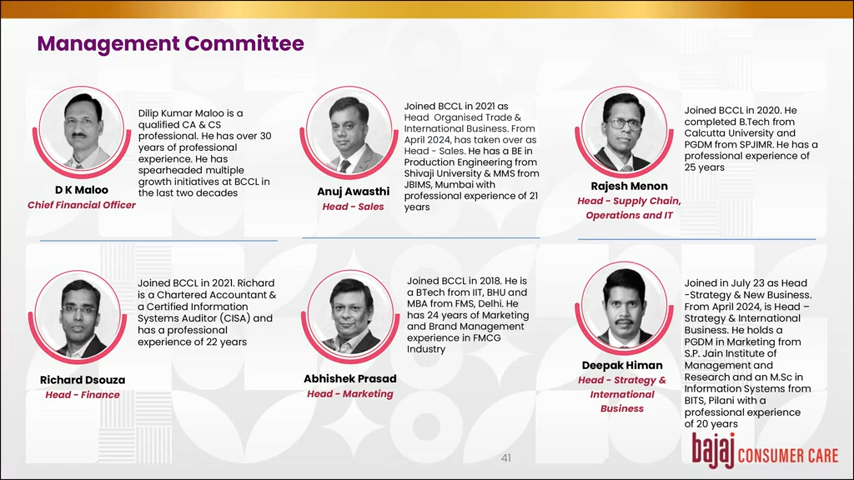 Management Committee
Dilip Kumar Maloo is a
qualified CA & CS
professional. He has over 30
years of professional
experience. He has
spearheaded multiple
growth initiatives at BCCL in
the last two decades
D K Maloo
Chief Financial Officer
Joined BCCL in 2021 as
Head Organised Trade &
International Business. From
April 2024, has taken over as
Head - Sales. He has a BE in
Production Engineering from
Shivaji University & MMS from
JBIMS, Mumbai with
professional experience of 21
years
Anuj Awasthi
Head - Sales
Joined BCCL in 2020. He
completed B.Tech from
Calcutta University and
PGDM from SPJIMR. He has a
professional experience of
25 years
Rajesh Menon
Head - Supply Chain,
Operations and IT
Joined BCCL in 2021. Richard
is a Chartered Accountant &
a Certified Information
Systems Auditor (CISA) and
has a professional
experience of 22 years
Richard Dsouza
Head - Finance
Joined BCCL in 2018. He is
a BTech from IIT, BHU and
MBA from FMS, Delhi. He
has 24 years of Marketing
and Brand Management
experience in FMCG
Industry
Abhishek Prasad
Head - Marketing
Joined in July 23 as Head
-Strategy & New Business.
From April 2024, is Head –
Strategy & International
Business. He holds a
PGDM in Marketing from
S.P. Jain Institute of
Management and
Research and an M.Sc in
Information Systems from
BITS, Pilani with a
professional experience
of 20 years
Deepak Himan
Head - Strategy &
International
Business
41
bajaj CONSUMER CARE